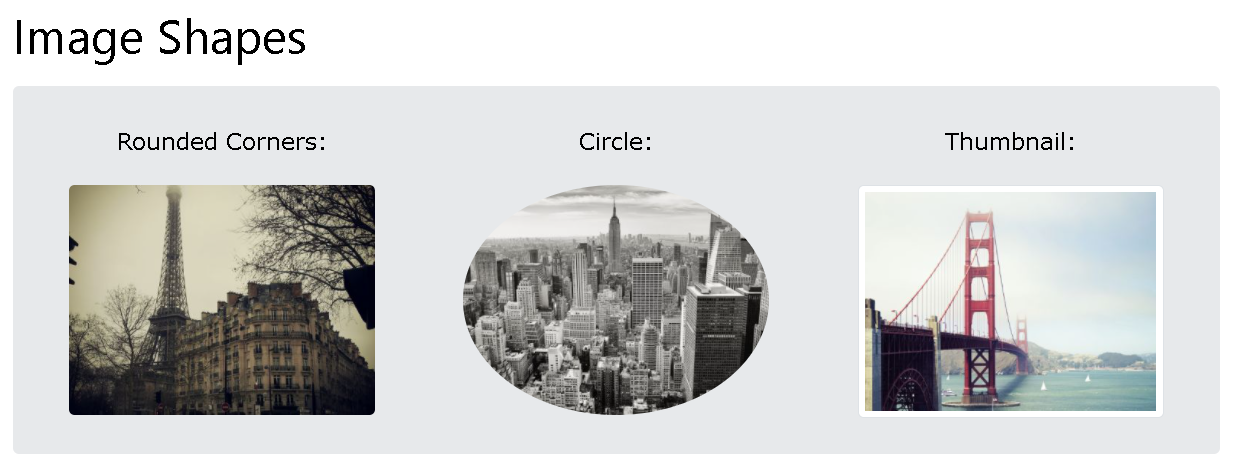 Image Shapes
Rounded Corners:
Circle:
Thumbnail: